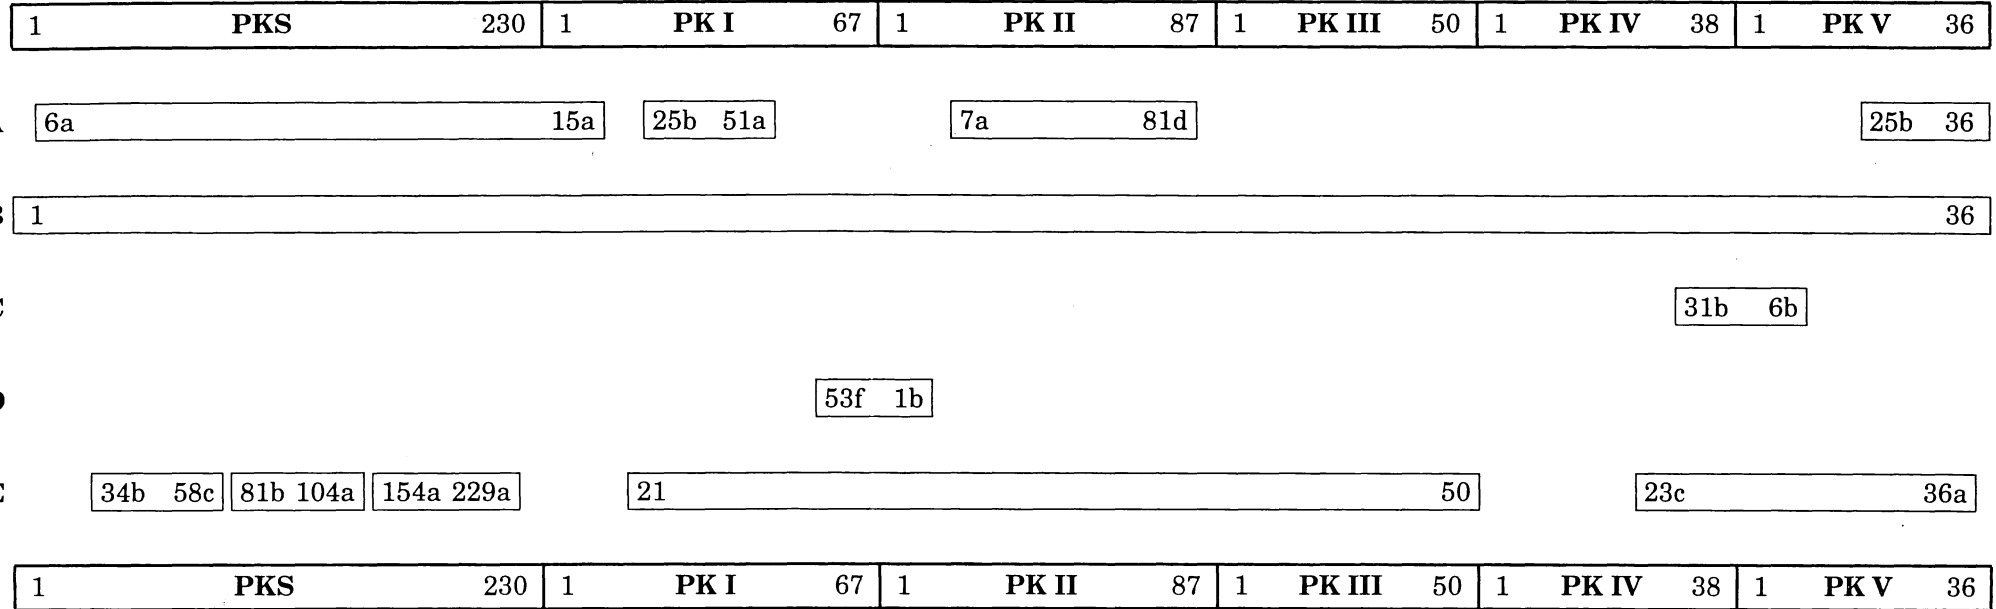 1 PKS 230 1 PK I 67 1 PK II 87 1 PK III 50 1 PK IV 38 1 PK V 36
6a 15a 25b 51a 7a 81d 25b 36
1 36
31b 6b
53f 1b
34b 58c 81b 104a 154a 229a 21 50 23c 36a
1 PKS 230 1 PK I 67 1 PK II 87 1 PK III 50 1 PK IV 38 1 PK V 36